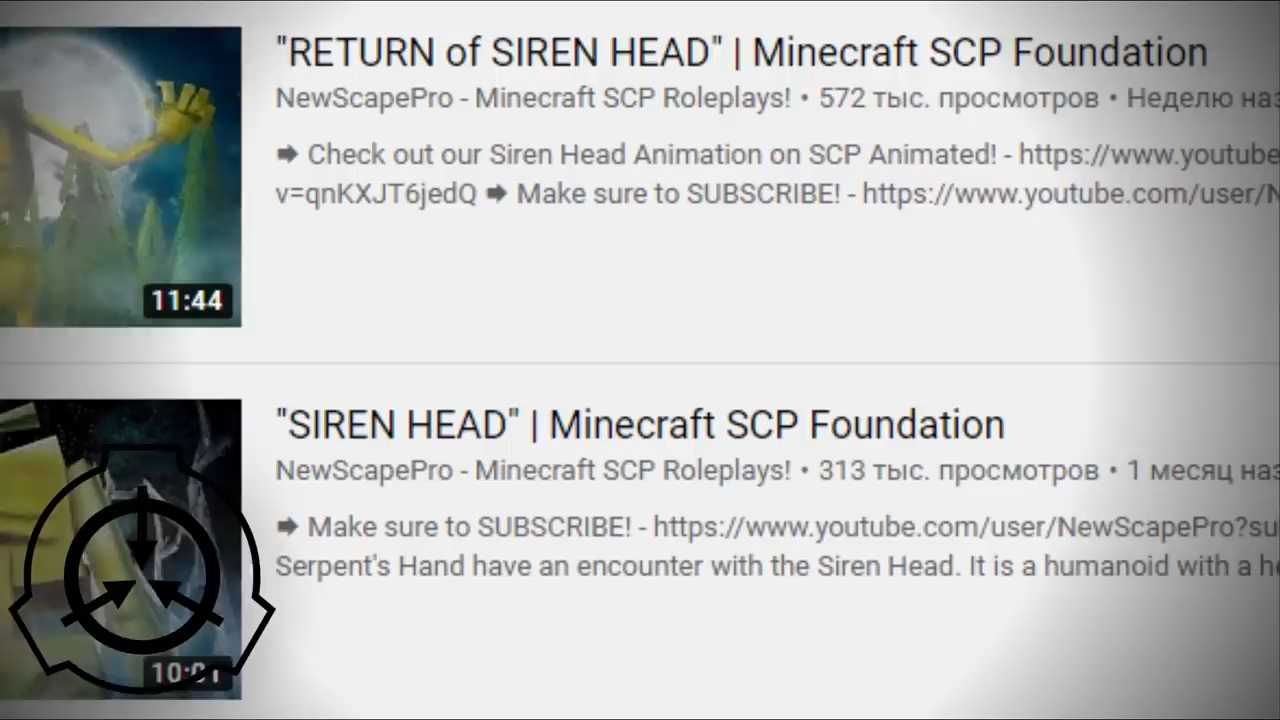 "RETURN of SIREN HEAD" | Minecraft SCP Foundation
NewScapePro - Minecraft SCP Roleplays! • 572 тыс. просмотров • Неделю наз
➡ Check out our Siren Head Animation on SCP Animated! - https://www.youtube
v=qnKXJT6jedQ ➡ Make sure to SUBSCRIBE! - https://www.youtube.com/user/N
11:44
"SIREN HEAD" | Minecraft SCP Foundation
NewScapePro - Minecraft SCP Roleplays! • 313 тыс. просмотров • 1 месяц наз
➡ Make sure to SUBSCRIBE! - https://www.youtube.com/user/NewScapePro?su
Serpent's Hand have an encounter with the Siren Head. It is a humanoid with a he
10:01